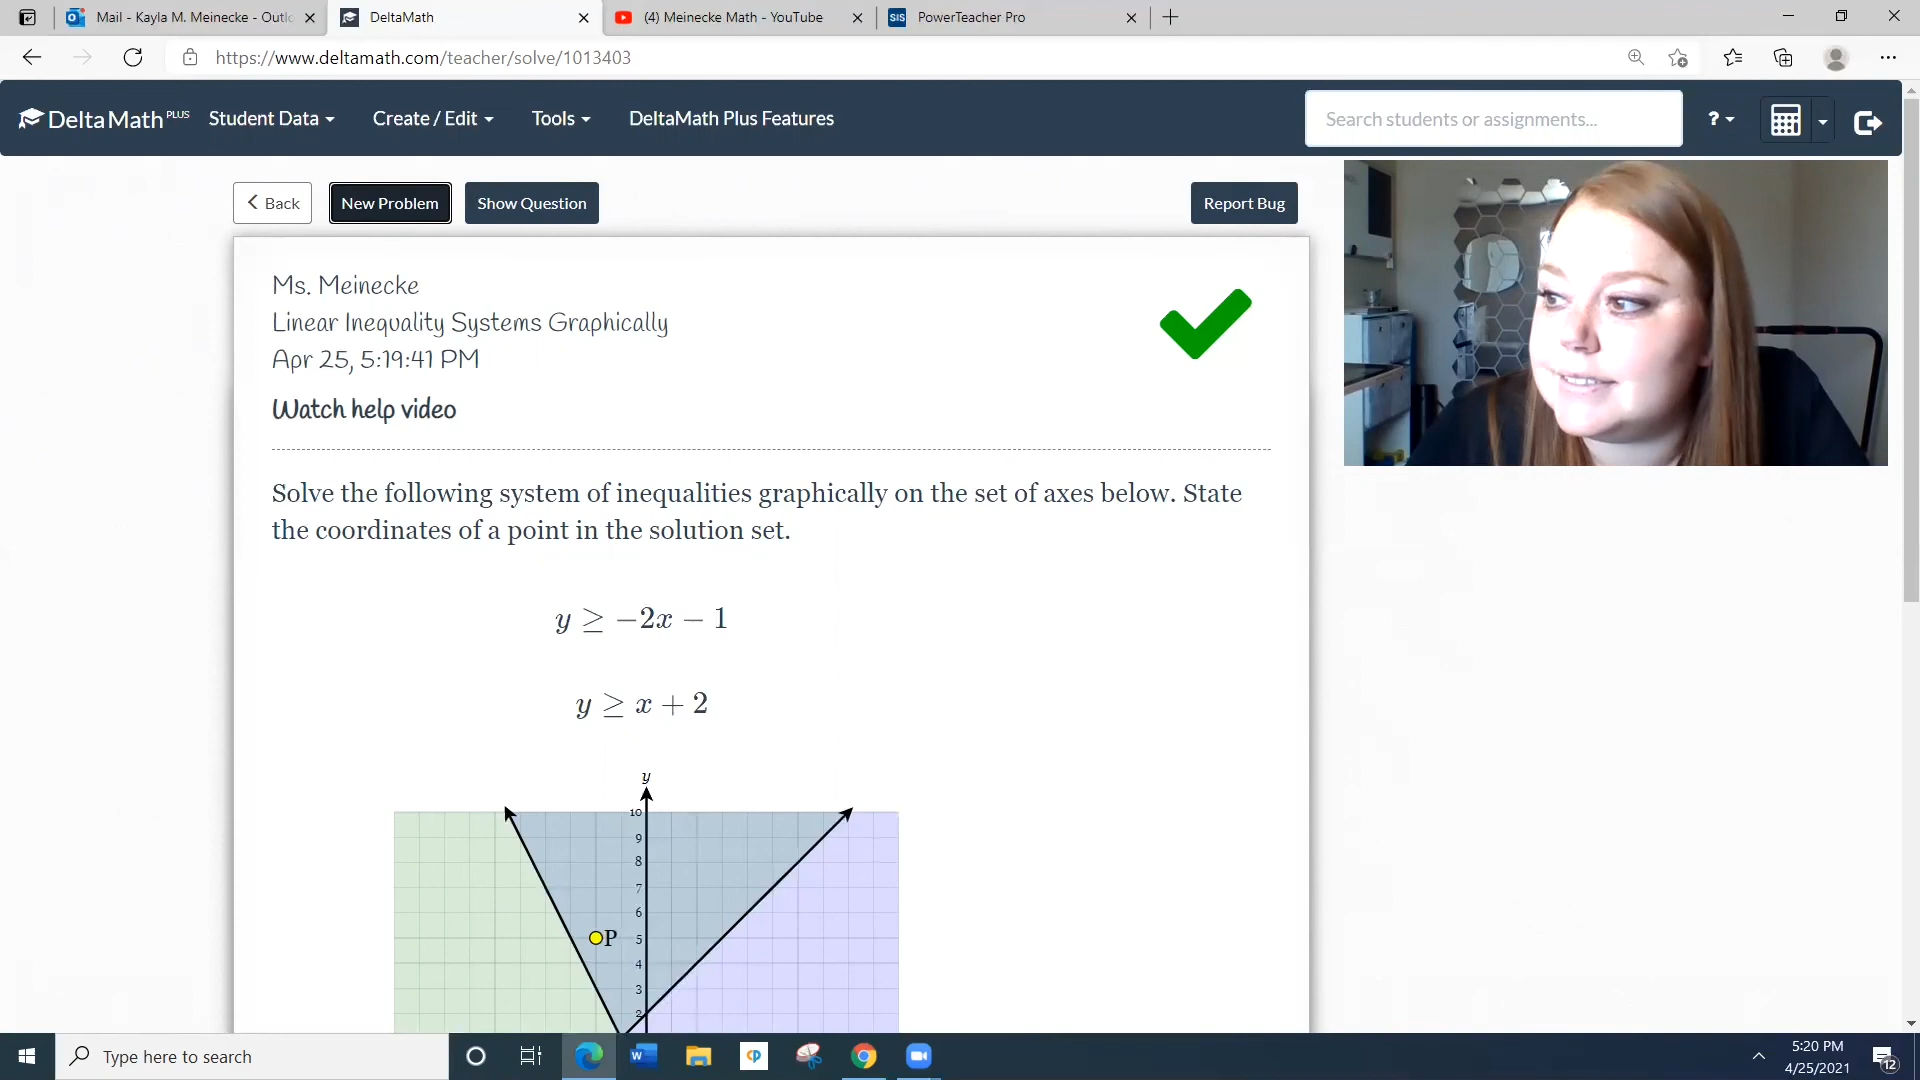 Mail - Kayla M. Meinecke - Outlo
DeltaMath
(4) Meinecke Math - YouTube
SIS
PowerTeacher Pro
https://www.deltamath.com/teacher/solve/1013403
DeltaMath PLUS
Student Data
Create / Edit
Tools
DeltaMath Plus Features
Search students or assignments...
?
Back
New Problem
Show Question
Report Bug
Ms. Meinecke
Linear Inequality Systems Graphically
Apr 25, 5:19:41 PM
Watch help video
Solve the following system of inequalities graphically on the set of axes below. State
the coordinates of a point in the solution set.
y ≥ −2x − 1
y ≥ x + 2
y
10
9
8
7
6
P
5
4
3
2
Type here to search
5:20 PM
4/25/2021
12